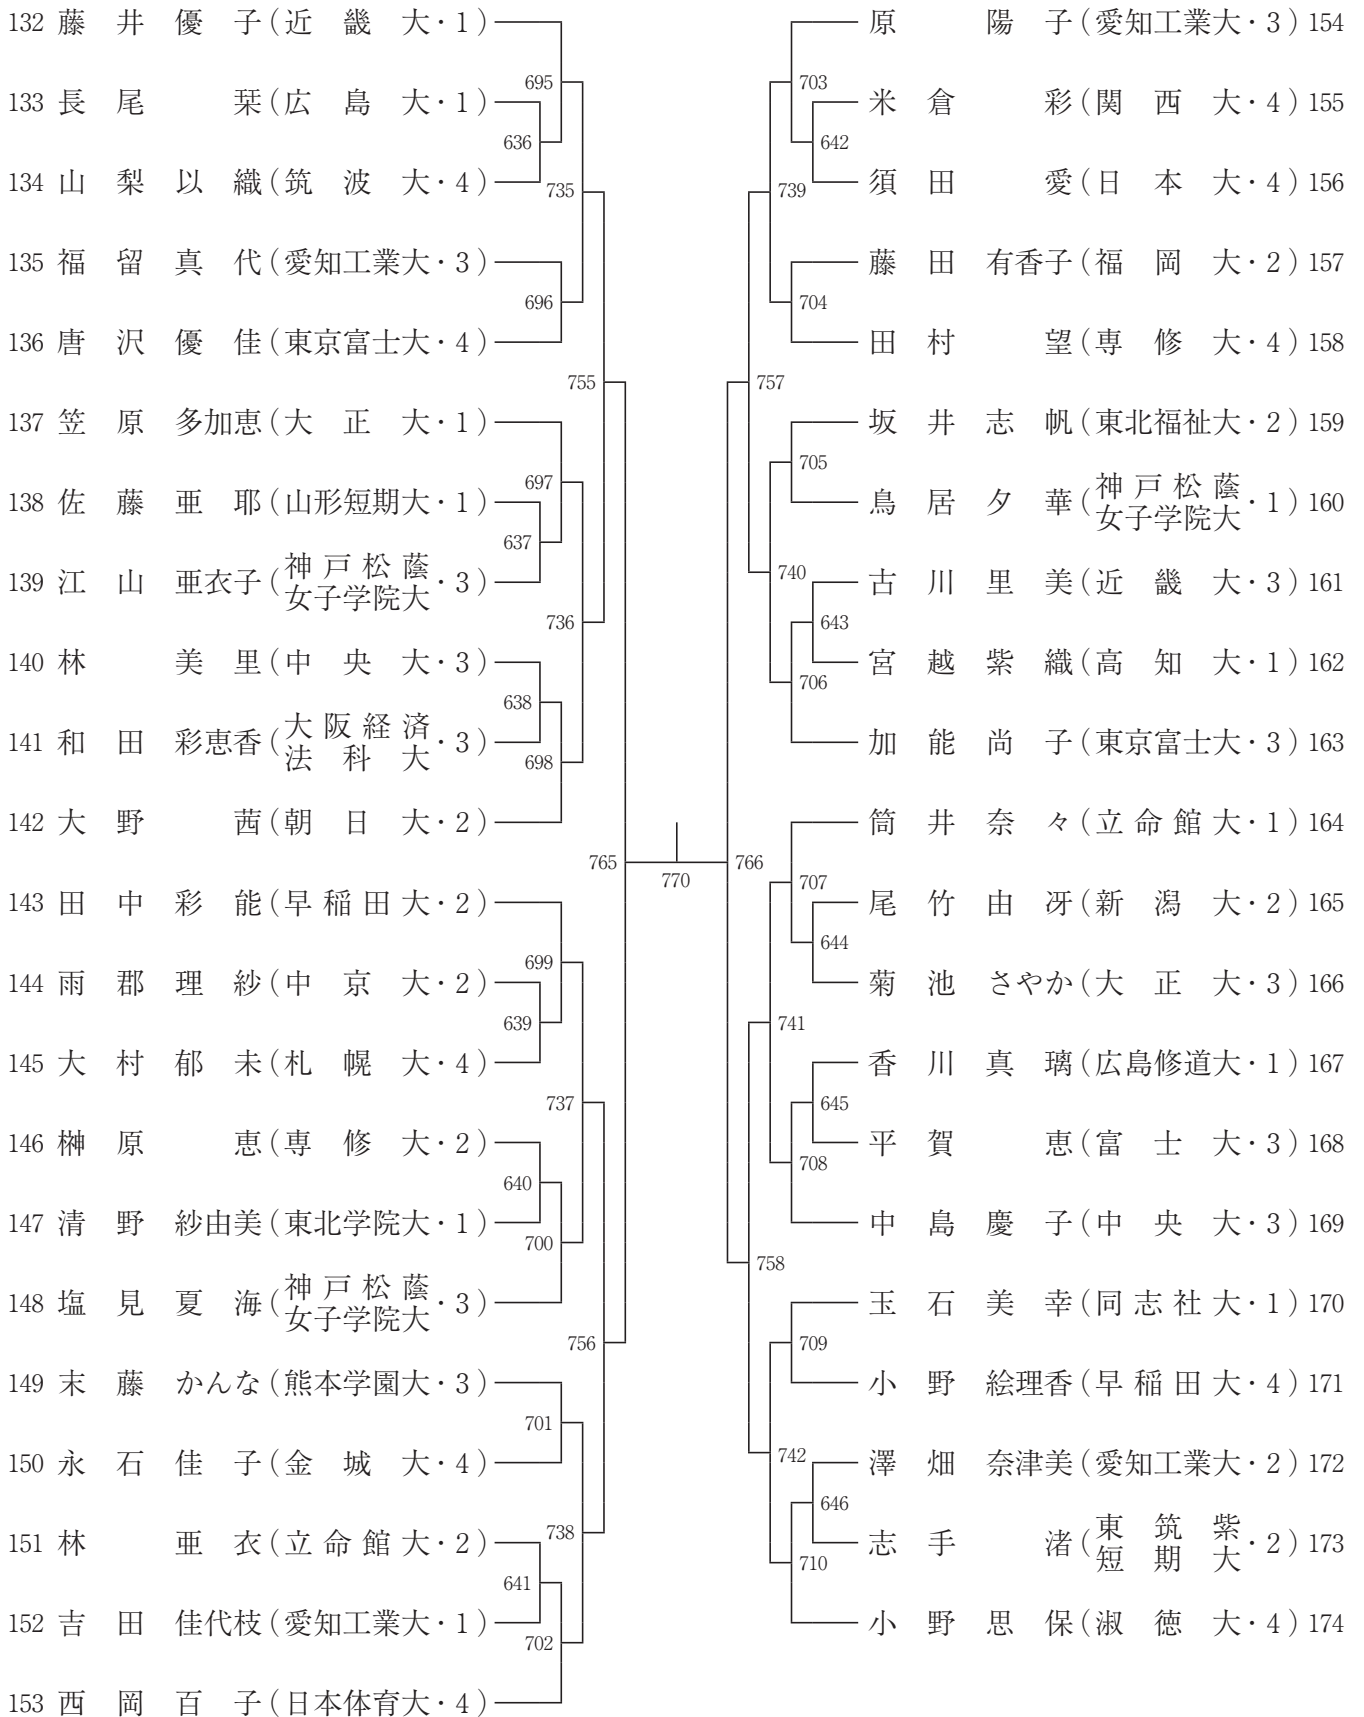 132 藤井優子(近畿大・1)
695
133 長尾栞(広島大・1)
636
134 山梨以織(筑波大・4)
735
135 福留真代(愛知工業大・3)
696
136 唐沢優佳(東京富士大・4)
755
137 笠原多加恵(大正大・1)
697
138 佐藤亜耶(山形短期大・1)
637
139 江山亜衣子(神戸松蔭女子学院大・3)
736
140 林美里(中央大・3)
638
141 和田彩恵香(大阪経済法科大・3)
698
142 大野茜(朝日大・2)
765
770
143 田中彩能(早稲田大・2)
699
144 雨郡理紗(中京大・2)
639
145 大村郁未(札幌大・4)
737
146 榊原恵(専修大・2)
640
147 清野紗由美(東北学院大・1)
700
148 塩見夏海(神戸松蔭女子学院大・3)
756
149 末藤かんな(熊本学園大・3)
701
150 永石佳子(金城大・4)
738
151 林亜衣(立命館大・2)
641
152 吉田佳代枝(愛知工業大・1)
702
153 西岡百子(日本体育大・4)
原陽子(愛知工業大・3)154
703
米倉彩(関西大・4)155
642
須田愛(日本大・4)156
739
藤田有香子(福岡大・2)157
704
田村望(専修大・4)158
757
坂井志帆(東北福祉大・2)159
705
鳥居夕華(神戸松蔭女子学院大・1)160
740
古川里美(近畿大・3)161
643
宮越紫織(高知大・1)162
706
加能尚子(東京富士大・3)163
筒井奈々(立命館大・1)164
766
707
尾竹由冴(新潟大・2)165
644
菊池さやか(大正大・3)166
741
香川真璃(広島修道大・1)167
645
平賀恵(富士大・3)168
708
中島慶子(中央大・3)169
758
玉石美幸(同志社大・1)170
709
小野絵理香(早稲田大・4)171
742
澤畑奈津美(愛知工業大・2)172
646
志手渚(東筑紫短期大・2)173
710
小野思保(淑徳大・4)174